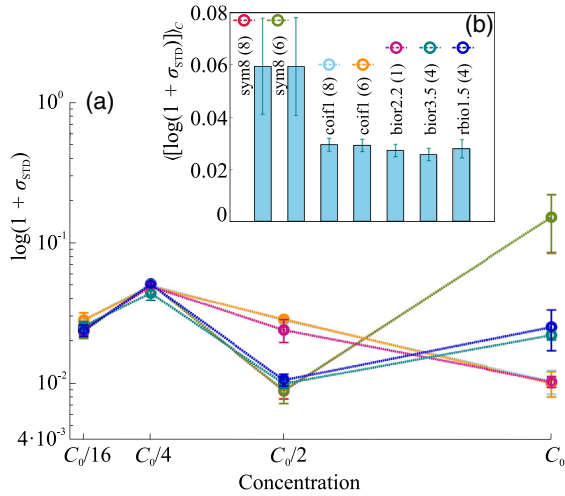 (a)
log(1 + σSTD)
10⁰
10⁻¹
10⁻²
4·10⁻³
C₀/16
C₀/4
C₀/2
C₀
Concentration
(b)
⟨[log(1 + σSTD)]⟩C
0.08
0.06
0.04
0.02
0
sym8 (8)
sym8 (6)
coif1 (8)
coif1 (6)
bior2.2 (1)
bior3.5 (4)
rbio1.5 (4)